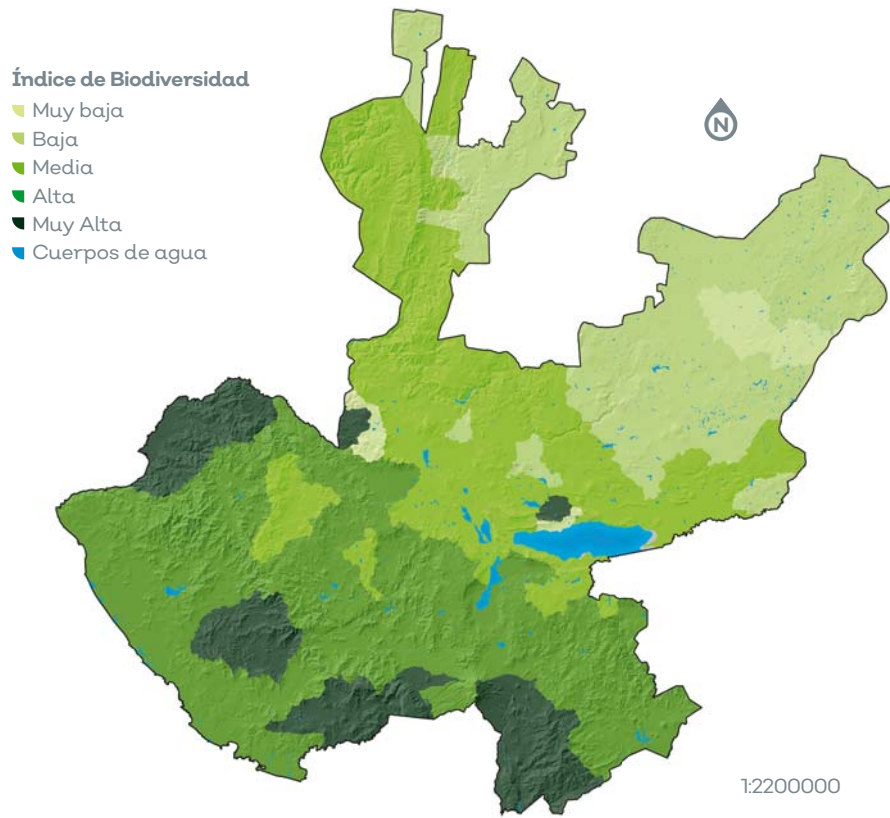 Índice de Biodiversidad
Muy baja
Baja
Media
Alta
Muy Alta
Cuerpos de agua
N
1:2200000